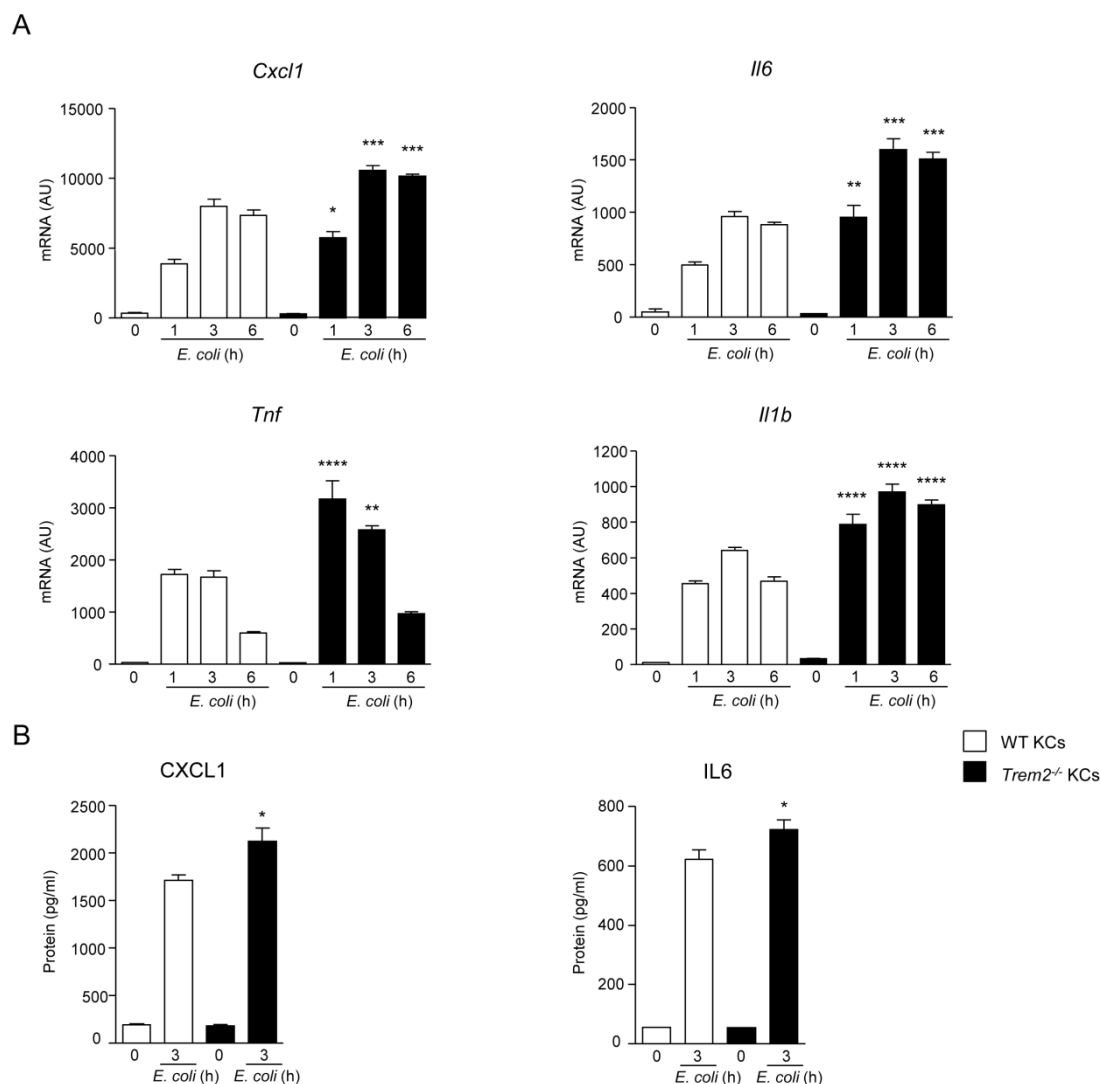 A
Cxcl1
mRNA (AU)
15000
10000
5000
0
*
***
***
0 1 3 6 0 1 3 6
E. coli (h) E. coli (h)
Il6
mRNA (AU)
2000
1500
1000
500
0
**
***
***
0 1 3 6 0 1 3 6
E. coli (h) E. coli (h)
Tnf
mRNA (AU)
4000
3000
2000
1000
0
****
**
0 1 3 6 0 1 3 6
E. coli (h) E. coli (h)
Il1b
mRNA (AU)
1200
1000
800
600
400
200
0
****
****
****
0 1 3 6 0 1 3 6
E. coli (h) E. coli (h)
B
WT KCs
Trem2-/- KCs
CXCL1
Protein (pg/ml)
2500
2000
1500
1000
500
0
*
0 3 0 3
E. coli (h) E. coli (h)
IL6
Protein (pg/ml)
800
600
400
200
0
*
0 3 0 3
E. coli (h) E. coli (h)